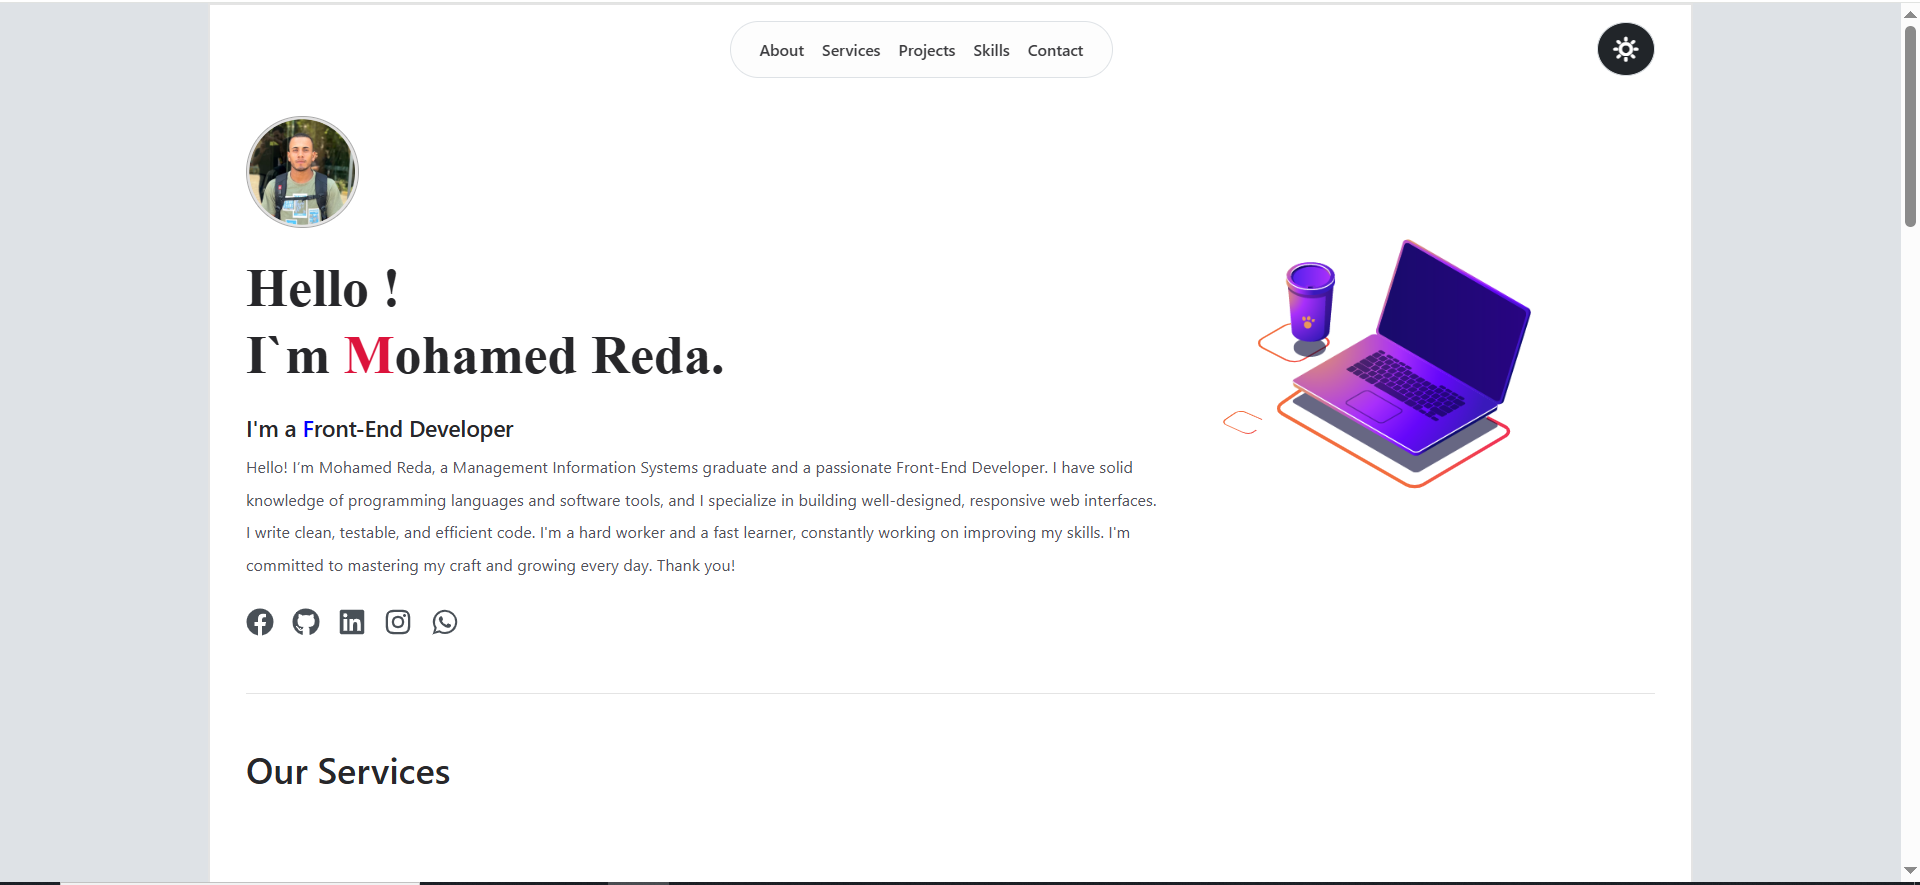 About Services Projects Skills Contact
Hello !
I`m Mohamed Reda.
I'm a Front-End Developer
Hello! I'm Mohamed Reda, a Management Information Systems graduate and a passionate Front-End Developer. I have solid
knowledge of programming languages and software tools, and I specialize in building well-designed, responsive web interfaces.
I write clean, testable, and efficient code. I'm a hard worker and a fast learner, constantly working on improving my skills. I'm
committed to mastering my craft and growing every day. Thank you!
Our Services